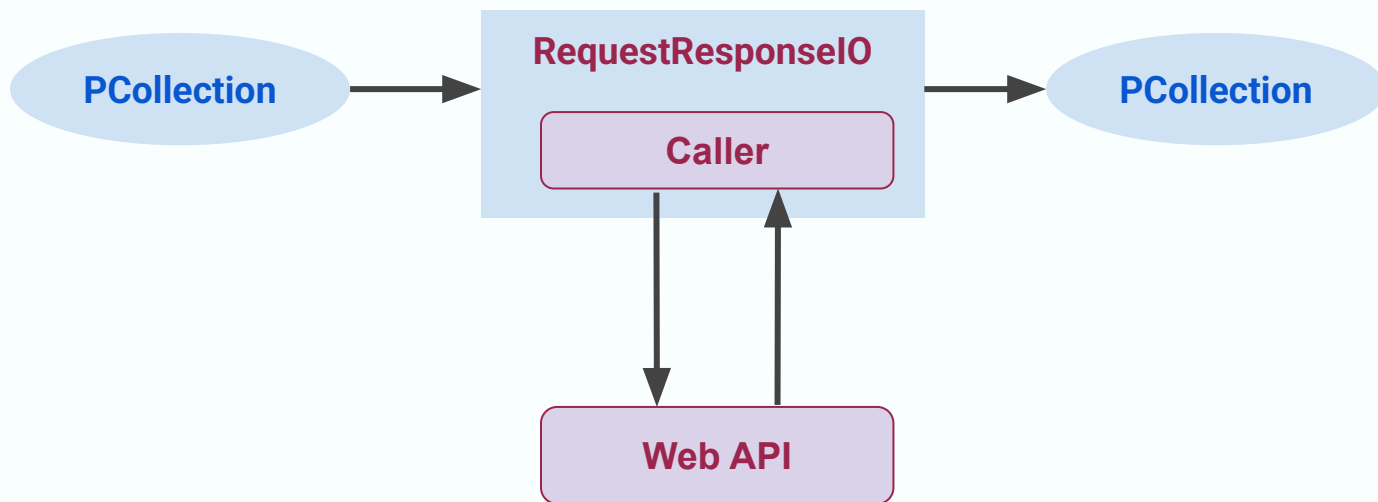 RequestResponseIO
PCollection
PCollection
Caller
Web API